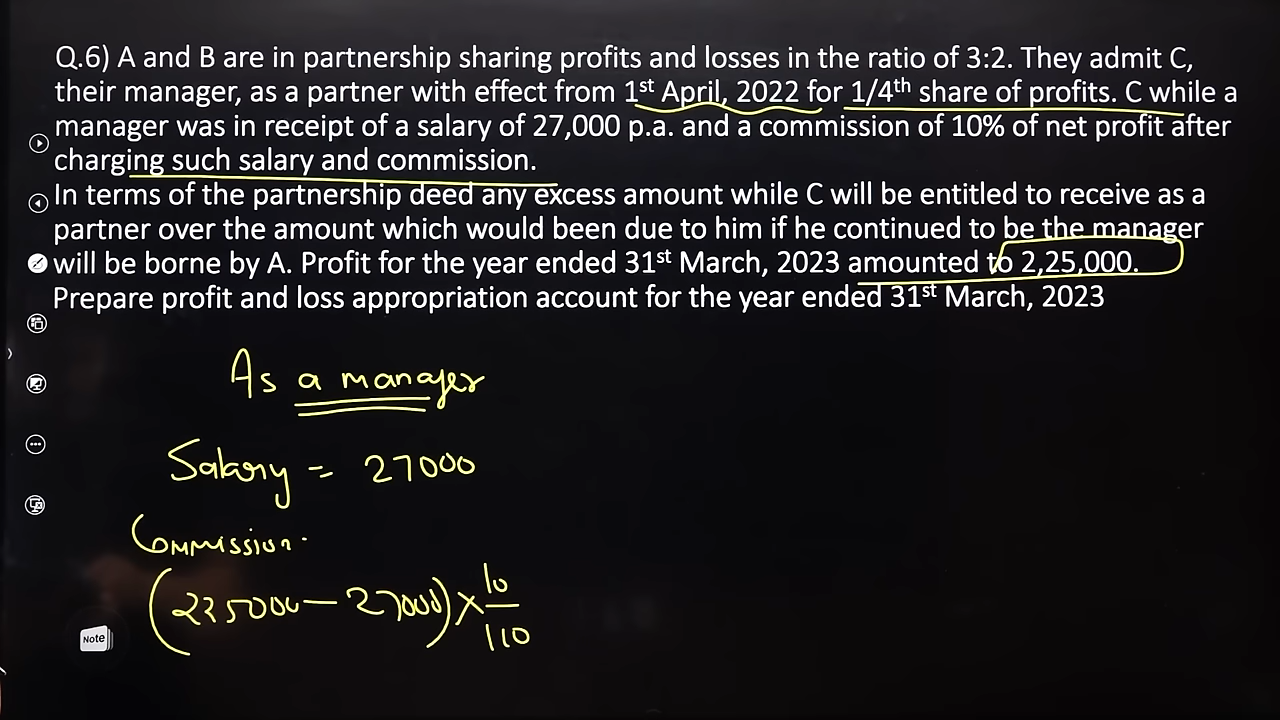 Q.6) A and B are in partnership sharing profits and losses in the ratio of 3:2. They admit C,
their manager, as a partner with effect from 1st April, 2022 for 1/4th share of profits. C while a
manager was in receipt of a salary of 27,000 p.a. and a commission of 10% of net profit after
charging such salary and commission.
In terms of the partnership deed any excess amount while C will be entitled to receive as a
partner over the amount which would been due to him if he continued to be the manager
will be borne by A. Profit for the year ended 31st March, 2023 amounted to 2,25,000.
Prepare profit and loss appropriation account for the year ended 31st March, 2023
As a manager
Salary = 27000
Commission.
(225000 - 27000) × 10/110
Note